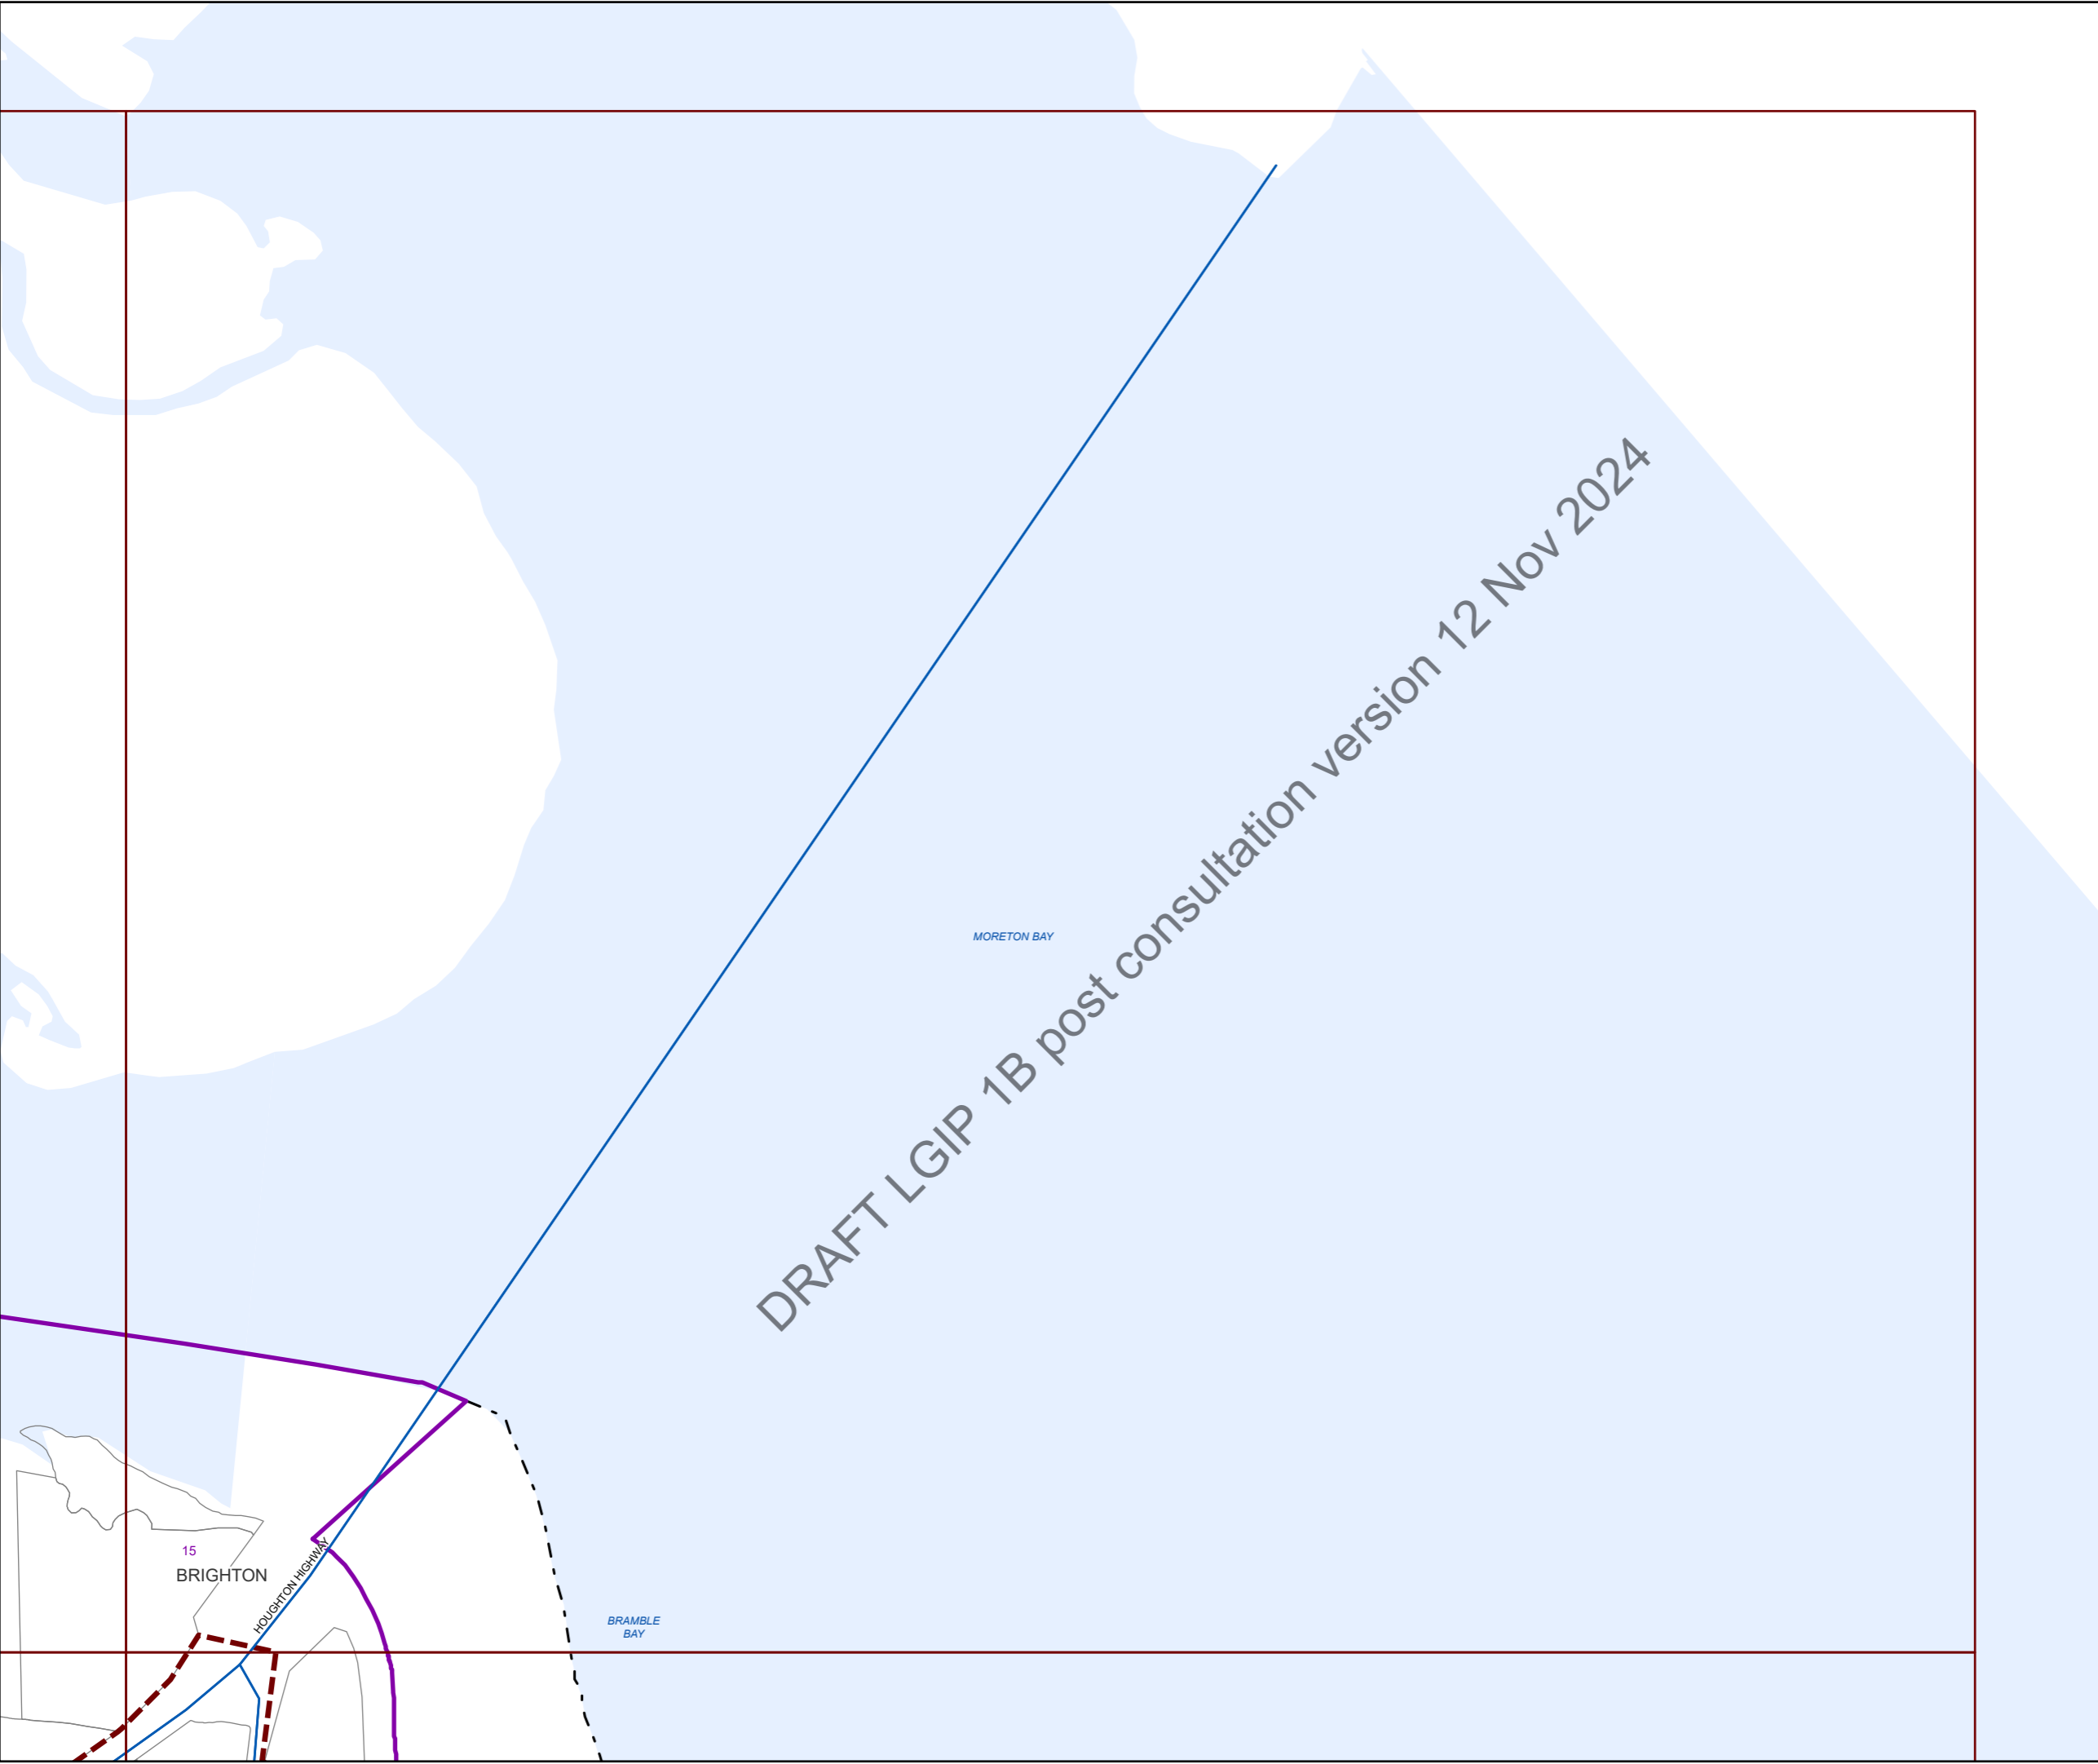 DRAFT LGIP 1B post consultation version 12 Nov 2024
MORETON BAY
15
BRIGHTON
HOUGHTON HIGHWAY
BRAMBLE
BAY